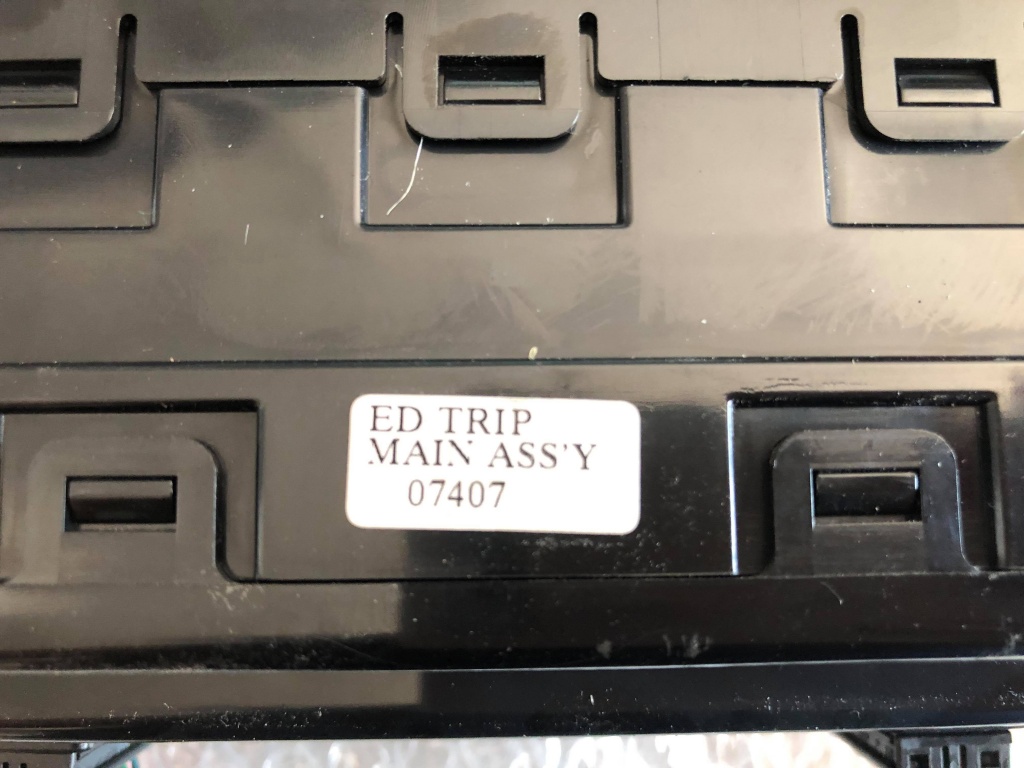 ED TRIP
MAIN ASS'Y
07407